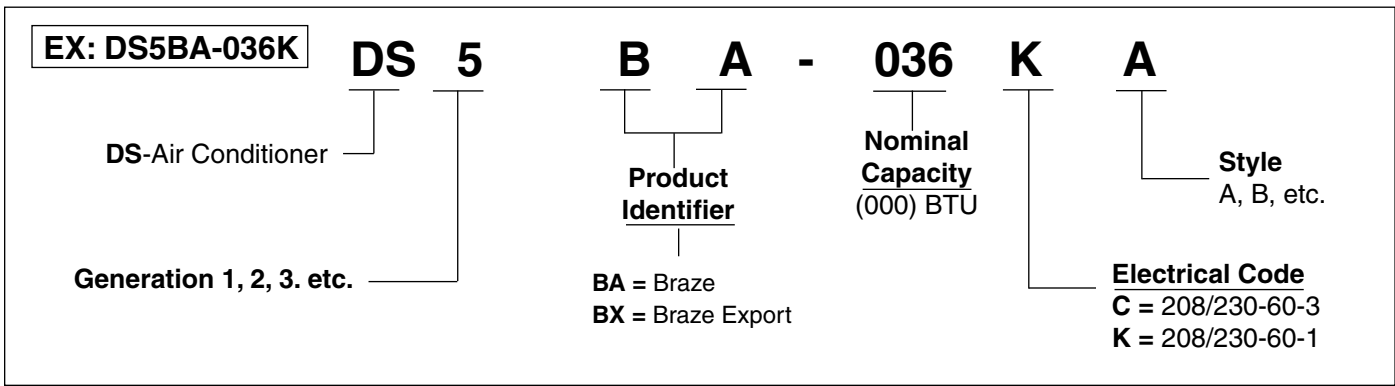 EX: DS5BA-036K
DS 5 B A - 036 K A
DS-Air Conditioner
Generation 1, 2, 3. etc.
Product
Identifier
BA = Braze
BX = Braze Export
Nominal
Capacity
(000) BTU
Style
A, B, etc.
Electrical Code
C = 208/230-60-3
K = 208/230-60-1